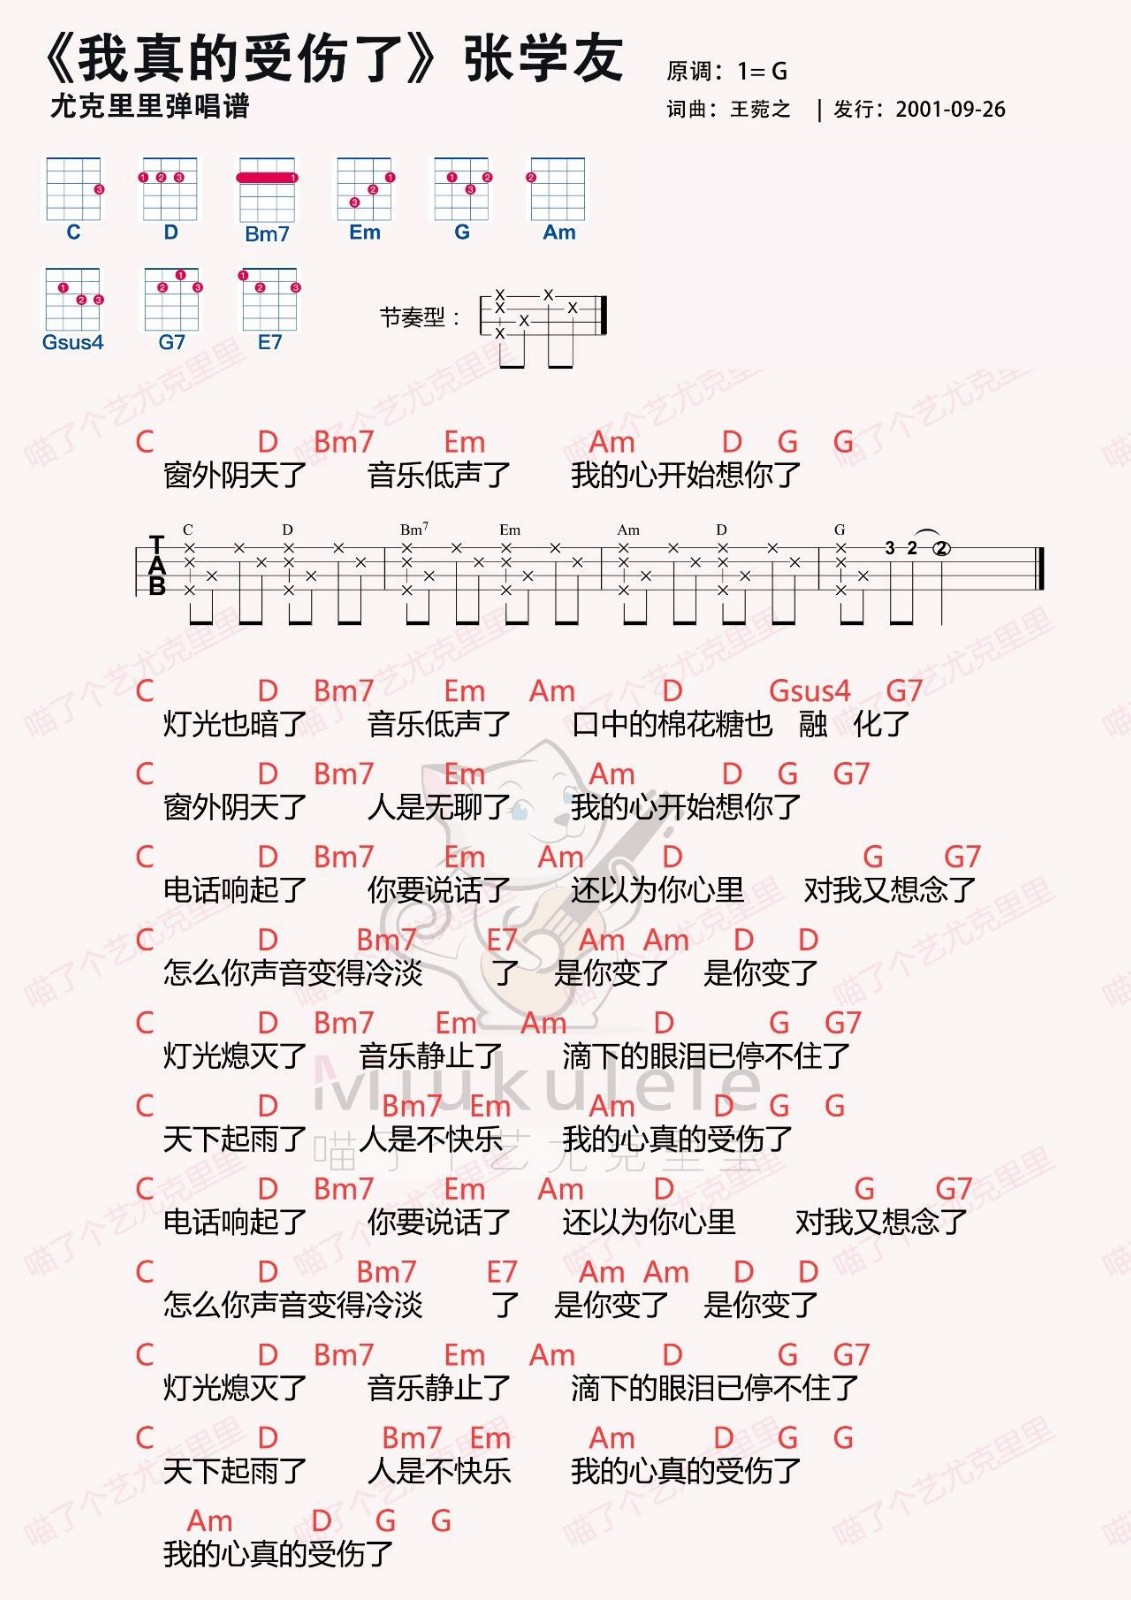 《我真的受伤了》张学友
尤克里里弹唱谱
原调：1= G
词曲：王菀之 | 发行：2001-09-26
C D Bm7 Em G Am
Gsus4 G7 E7
节奏型：
C D Bm7 Em Am D G G
窗外阴天了 音乐低声了 我的心开始想你了
C D Bm7 Em Am D G
T
A
B
3 2 2
C D Bm7 Em Am D Gsus4 G7
灯光也暗了 音乐低声了 口中的棉花糖也 融 化了
C D Bm7 Em Am D G G7
窗外阴天了 人是无聊了 我的心开始想你了
C D Bm7 Em Am D G G7
电话响起了 你要说话了 还以为你心里 对我又想念了
C D Bm7 E7 Am Am D D
怎么你声音变得冷淡 了 是你变了 是你变了
C D Bm7 Em Am D G G7
灯光熄灭了 音乐静止了 滴下的眼泪已停不住了
C D Bm7 Em Am D G G
天下起雨了 人是不快乐 我的心真的受伤了
C D Bm7 Em Am D G G7
电话响起了 你要说话了 还以为你心里 对我又想念了
C D Bm7 E7 Am Am D D
怎么你声音变得冷淡 了 是你变了 是你变了
C D Bm7 Em Am D G G7
灯光熄灭了 音乐静止了 滴下的眼泪已停不住了
C D Bm7 Em Am D G G
天下起雨了 人是不快乐 我的心真的受伤了
Am D G G
我的心真的受伤了
Miukulele
喵了个艺尤克里里